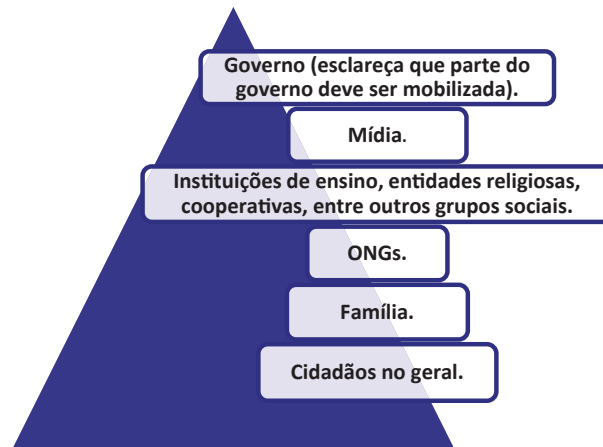 Governo (esclareça que parte do
governo deve ser mobilizada).
Mídia.
Instituições de ensino, entidades religiosas,
cooperativas, entre outros grupos sociais.
ONGs.
Família.
Cidadãos no geral.